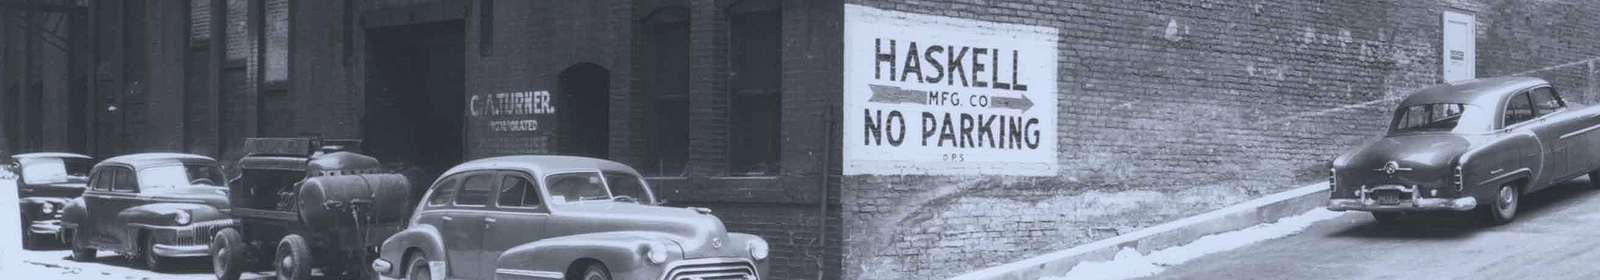 C. A. TURNER.
INCORPORATED
HASKELL
MFG. CO
NO PARKING
O.P.S